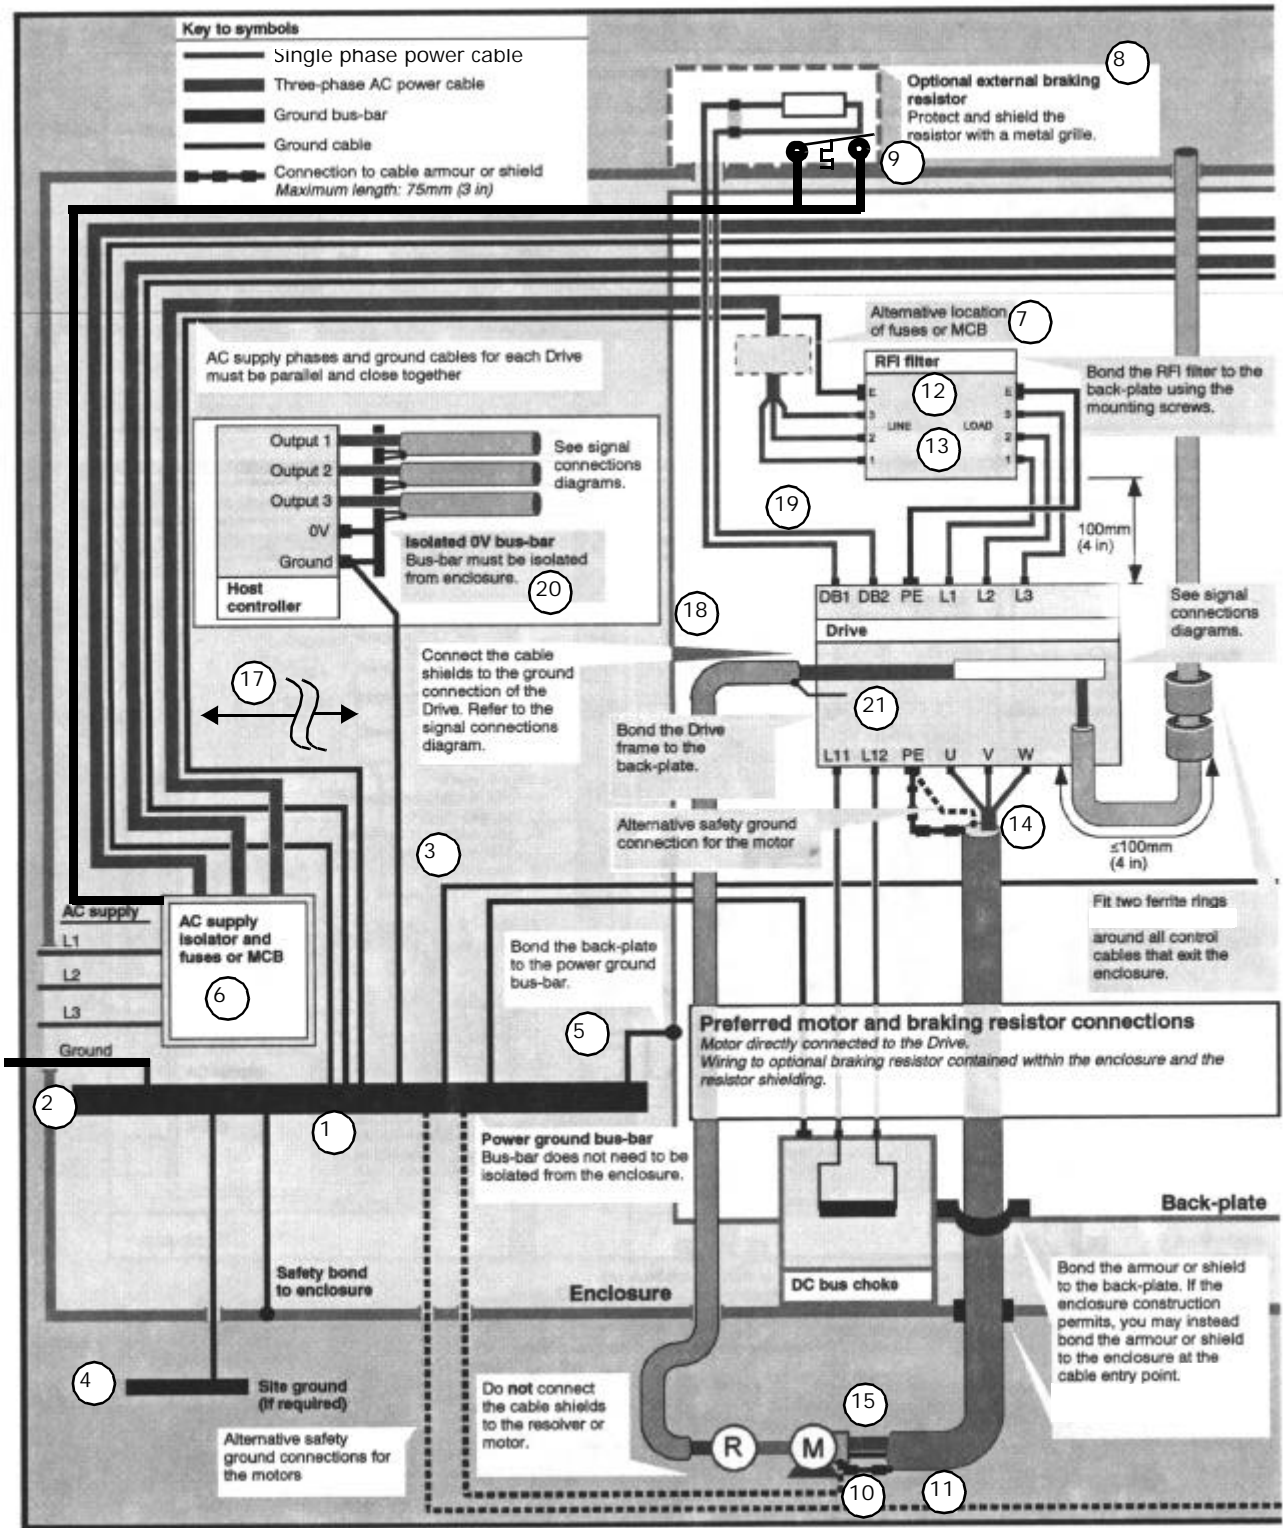 Key to symbols
Single phase power cable
Three-phase AC power cable
Ground bus-bar
Ground cable
Connection to cable armour or shield
Maximum length: 75mm (3 in)
8
Optional external braking
resistor
Protect and shield the
resistor with a metal grille.
9
Alternative location
of fuses or MCB
7
AC supply phases and ground cables for each Drive
must be parallel and close together
RFI filter
12
E
3
2
1
LINE
LOAD
E
3
2
1
13
Bond the RFI filter to the
back-plate using the
mounting screws.
Output 1
Output 2
Output 3
0V
Ground
Host
controller
See signal
connections
diagrams.
Isolated 0V bus-bar
Bus-bar must be isolated
from enclosure.
20
19
100mm
(4 in)
DB1 DB2 PE L1 L2 L3
Drive
See signal
connections
diagrams.
18
Connect the cable
shields to the ground
connection of the
Drive. Refer to the
signal connections
diagram.
17
21
Bond the Drive
frame to the
back-plate.
L11 L12 PE U V W
Alternative safety ground
connection for the motor
14
≤100mm
(4 in)
3
AC supply
L1
L2
L3
Ground
AC supply
isolator and
fuses or MCB
6
Bond the back-plate
to the power ground
bus-bar.
5
Fit two ferrite rings
around all control
cables that exit the
enclosure.
Preferred motor and braking resistor connections
Motor directly connected to the Drive.
Wiring to optional braking resistor contained within the enclosure and the
resistor shielding.
2
1
Power ground bus-bar
Bus-bar does not need to be
isolated from the enclosure.
Back-plate
Safety bond
to enclosure
Enclosure
DC bus choke
Bond the armour or shield
to the back-plate. If the
enclosure construction
permits, you may instead
bond the armour or shield
to the enclosure at the
cable entry point.
4
Site ground
(if required)
Do not connect
the cable shields
to the resolver or
motor.
15
R
M
Alternative safety
ground connections for
the motors
10
11